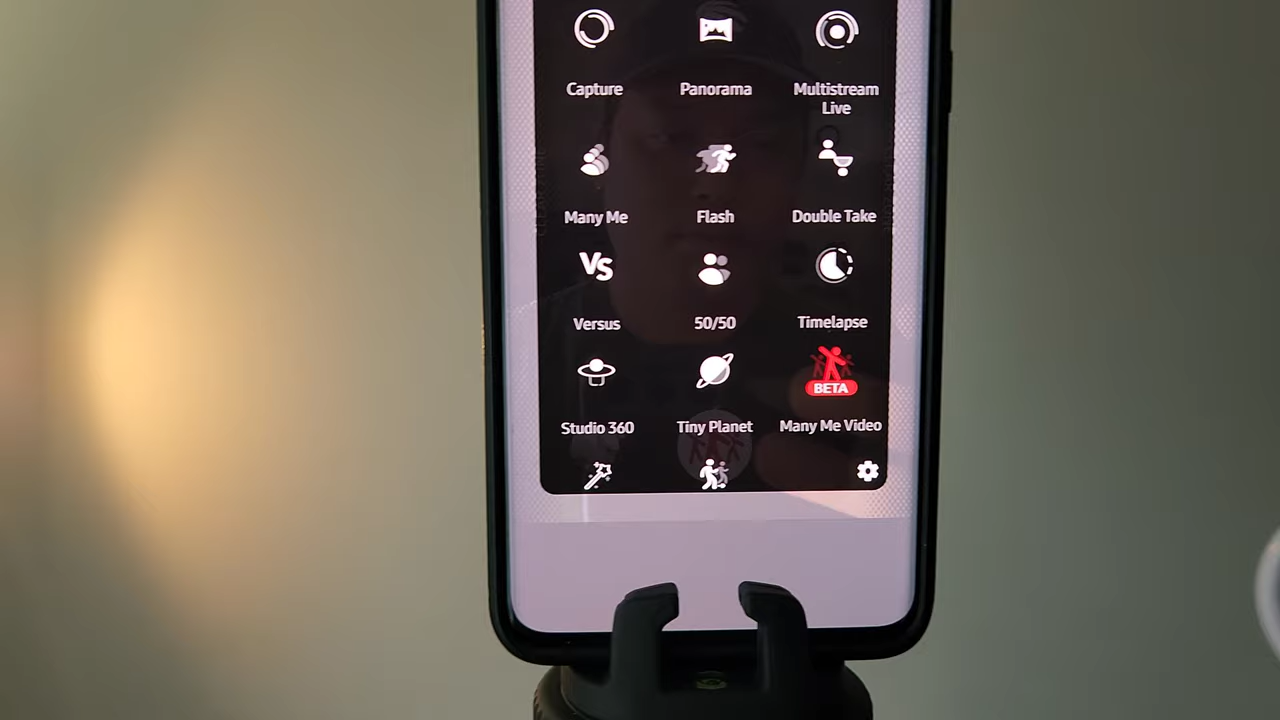 Capture Panorama Multistream
Live
Many Me Flash Double Take
VS
Versus 50/50 Timelapse
BETA
Studio 360 Tiny Planet Many Me Video